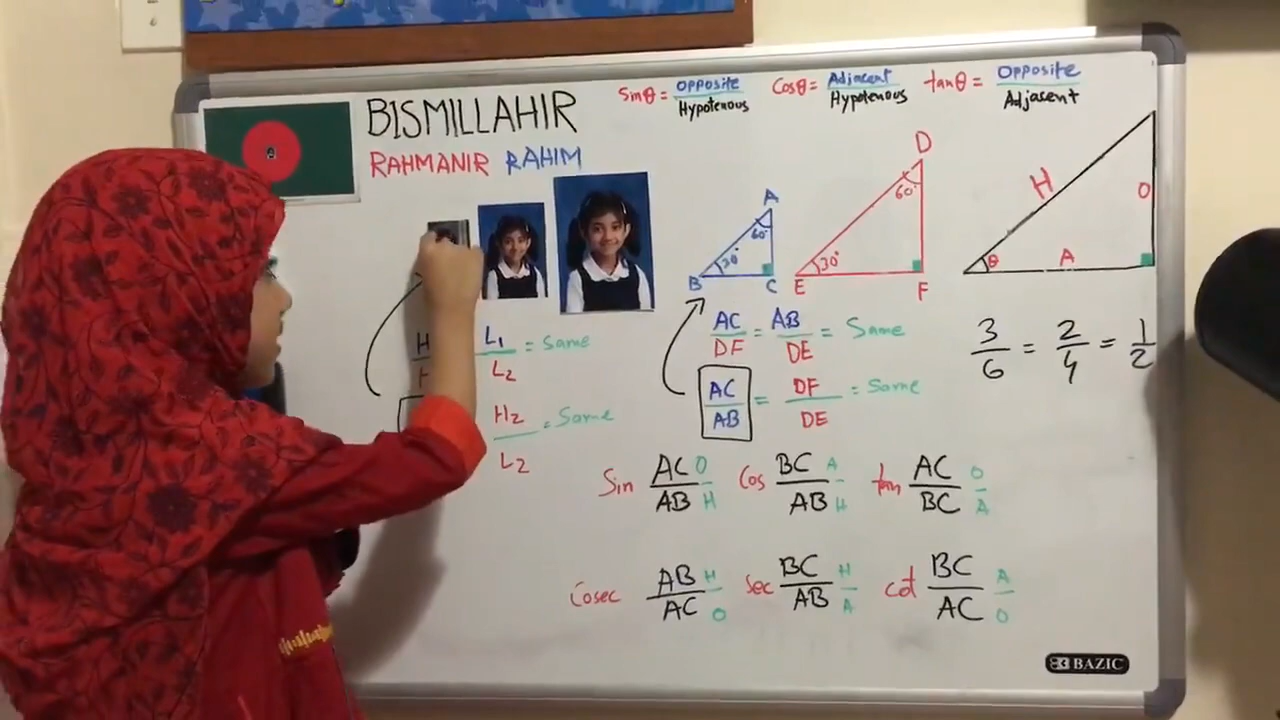 Sinθ = OPPOSITE / Hypotenous Cosθ = Adjacent / Hypotenous tanθ = OPPOSITE / Adjacent
BISMILLAHIR
RAHMANIR RAHIM
A
60°
B 30° C
D
60°
E 30° F
H O
θ A
H
L1 / L2 = Same
H2 / L2 = Same
AC / DF = AB / DE = Same
AC / AB = DF / DE = Same
3/6 = 2/4 = 1/2
Sin AC / AB O / H Cos BC / AB A / H tan AC / BC O / A
Cosec AB / AC H / O Sec BC / AB H / A cot BC / AC A / O
BAZIC